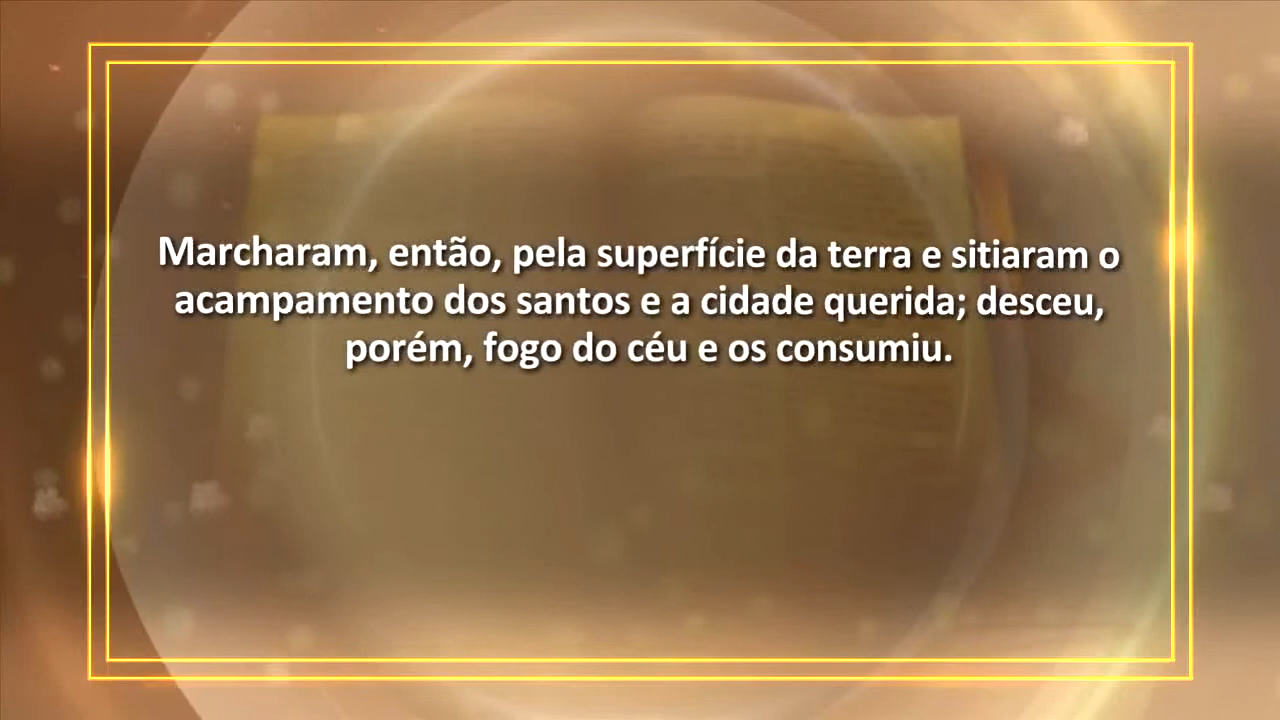 Marcharam, então, pela superfície da terra e sitiaram o
acampamento dos santos e a cidade querida; desceu,
porém, fogo do céu e os consumiu.